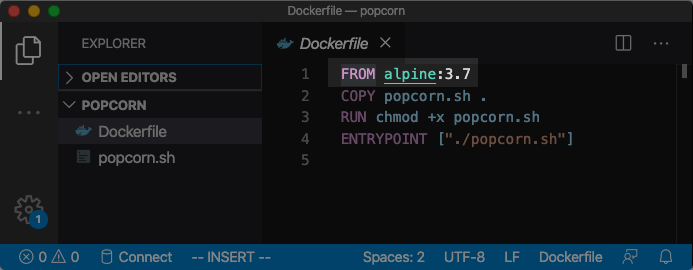 Dockerfile — popcorn
EXPLORER
OPEN EDITORS
POPCORN
Dockerfile
popcorn.sh
1
Dockerfile
1 FROM alpine:3.7
2 COPY popcorn.sh .
3 RUN chmod +x popcorn.sh
4 ENTRYPOINT ["./popcorn.sh"]
5
0 0 Connect -- INSERT -- Spaces: 2 UTF-8 LF Dockerfile